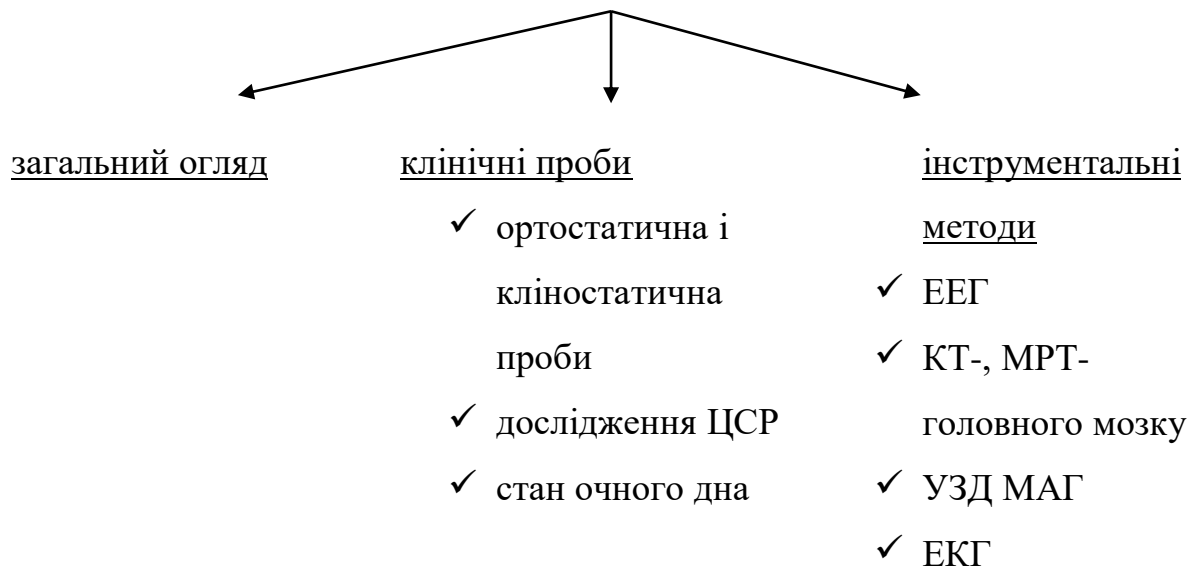 загальний огляд
клінічні проби
✓ ортостатична і
кліностатична
проби
✓ дослідження ЦСР
✓ стан очного дна
інструментальні
методи
✓ ЕЕГ
✓ КТ-, МРТ-
головного мозку
✓ УЗД МАГ
✓ ЕКГ